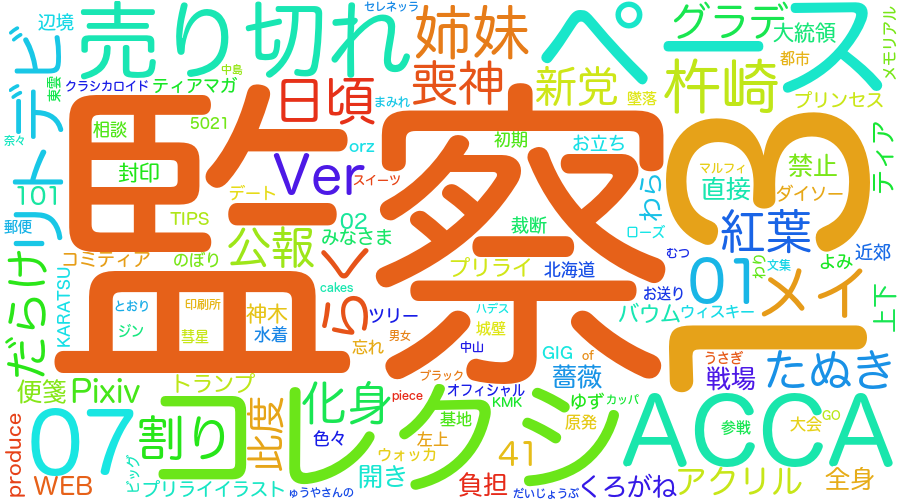 セレネッラ
辺境
売り切れ
姉妹
ペ
グラデー
大統領
ス
メモリアル
中島
デビ
東雲
クラシカロイド
ティアマガ
日頃
まみれ
喪神
新党
墜落
杵崎
都市
プリンセス
奈々
相談
5021
監察
初期
お立ち
ω
封印
Ver
orz
スイーツ
マルフィ
禁止
ティア
リト
101
TIPS
デート
02
わら
直接
ダイソー
郵便
公報
みなさま
裁断
ローズ
紅葉
コミティア
のぼり
らく
プリライ
北海道
むつ
わり
文集
よみ
近郊
だらけ
KARATSU
cakes
お送り
01
メイ
上下
とおり
印刷所
神木
ツリー
ハデス
バウム
ウィスキー
ジン
彗星
水着
忘れ
男女
城壁
中山
GIG
of
うさぎ
たぬき
便箋
Pixiv
トランプ
ブラック
オフィシャル
薔薇
戦場
化身
piece
KMK
ゆず
カッパ
ACCA
07
割り
コレクシ
此度
色々
左上
基地
原発
参戦
大会
GO
produce
WEB
ビッグ
プリライイラスト
開き
ウォッカ
41
負担
くろがね
アクリル
全身
ゅうやさんの
だいじょうぶ